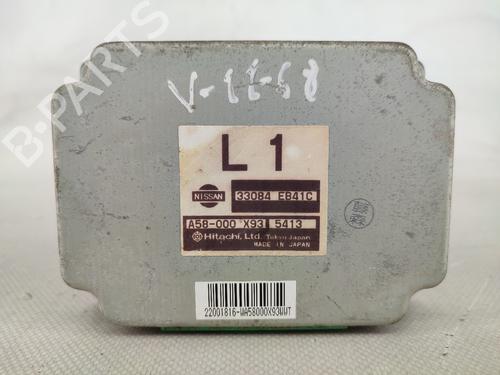 B-PARTS
V-11-68
L 1
NISSAN
33084 EB41C
A58-000 X93 5413
Hitachi, Ltd. Tokyo Japan
MADE IN JAPAN
22001816-WA58000X93WWT